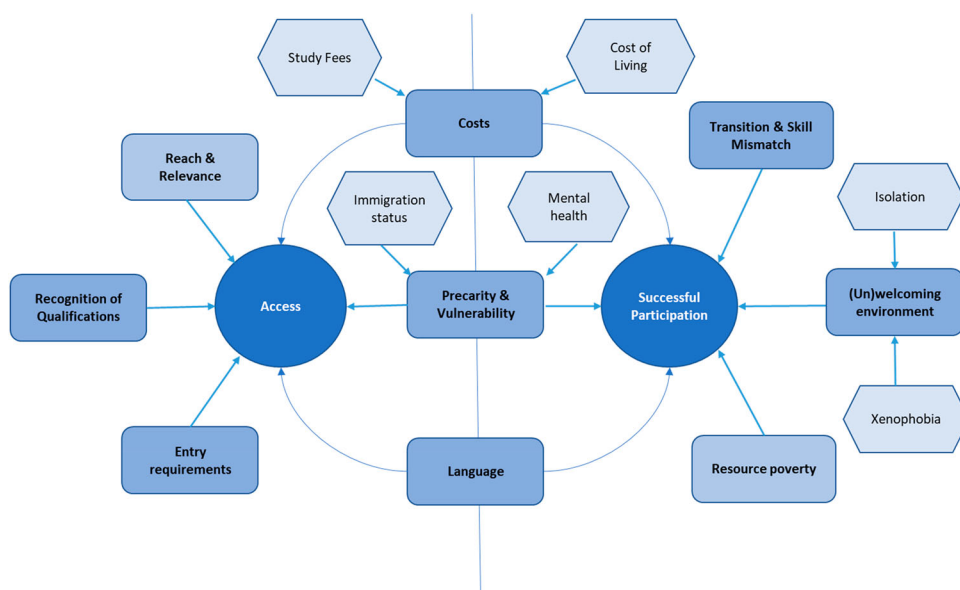 Study Fees
Cost of
Living
Costs
Transition & Skill
Mismatch
Reach &
Relevance
Immigration
status
Mental
health
Isolation
Recognition of
Qualifications
Access
Precarity &
Vulnerability
Successful
Participation
(Un)welcoming
environment
Entry
requirements
Language
Resource poverty
Xenophobia